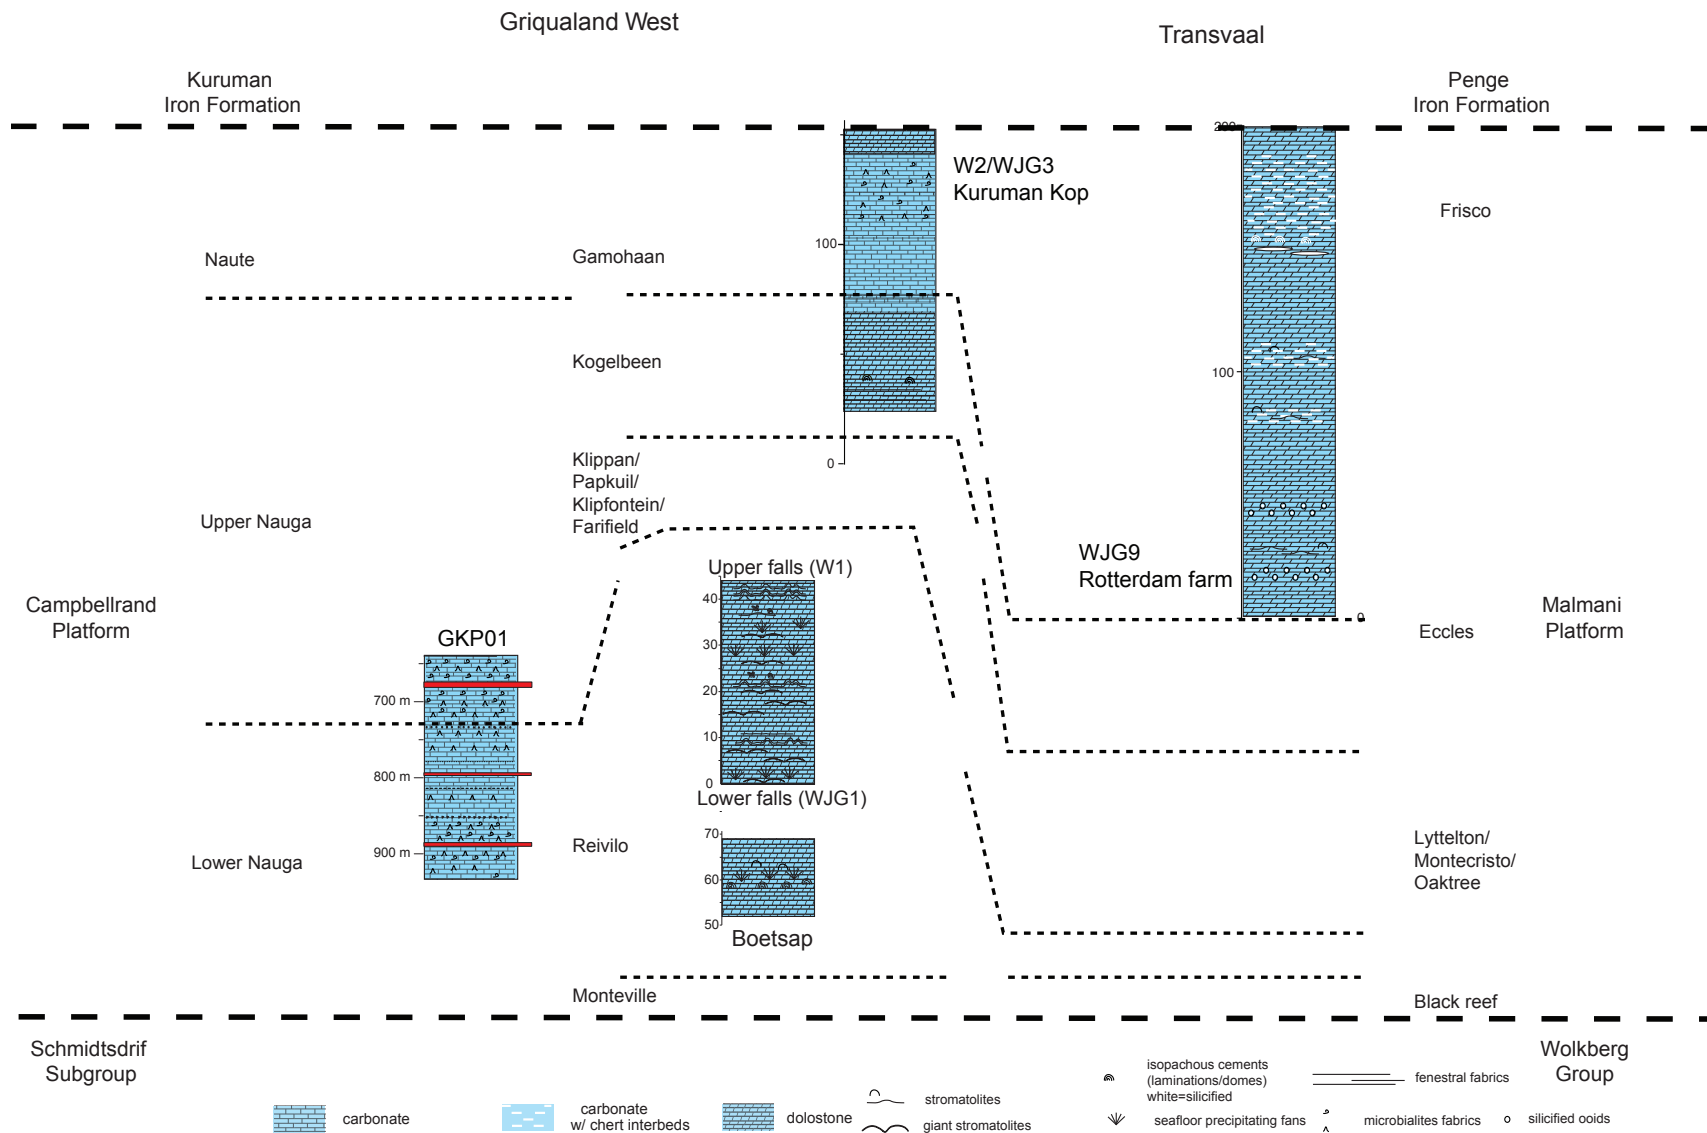 Griqualand West
Transvaal
Kuruman
Iron Formation
Penge
Iron Formation
200
W2/WJG3
Kuruman Kop
Frisco
100
Naute
Gamohaan
Kogelbeen
100
0
Klippan/
Papkuil/
Klipfontein/
Farifield
Upper Nauga
WJG9
Rotterdam farm
Upper falls (W1)
Campbellrand
Platform
40
30
20
10
0
0
Malmani
Platform
Eccles
GKP01
700 m
800 m
900 m
Lower falls (WJG1)
70
60
50
Boetsap
Lower Nauga
Reivilo
Lyttelton/
Montecristo/
Oaktree
Monteville
Black reef
Schmidtsdrif
Subgroup
Wolkberg
Group
carbonate
carbonate
w/ chert interbeds
dolostone
stromatolites
giant stromatolites
isopachous cements
(laminations/domes)
white=silicified
seafloor precipitating fans
fenestral fabrics
microbialites fabrics
silicified ooids